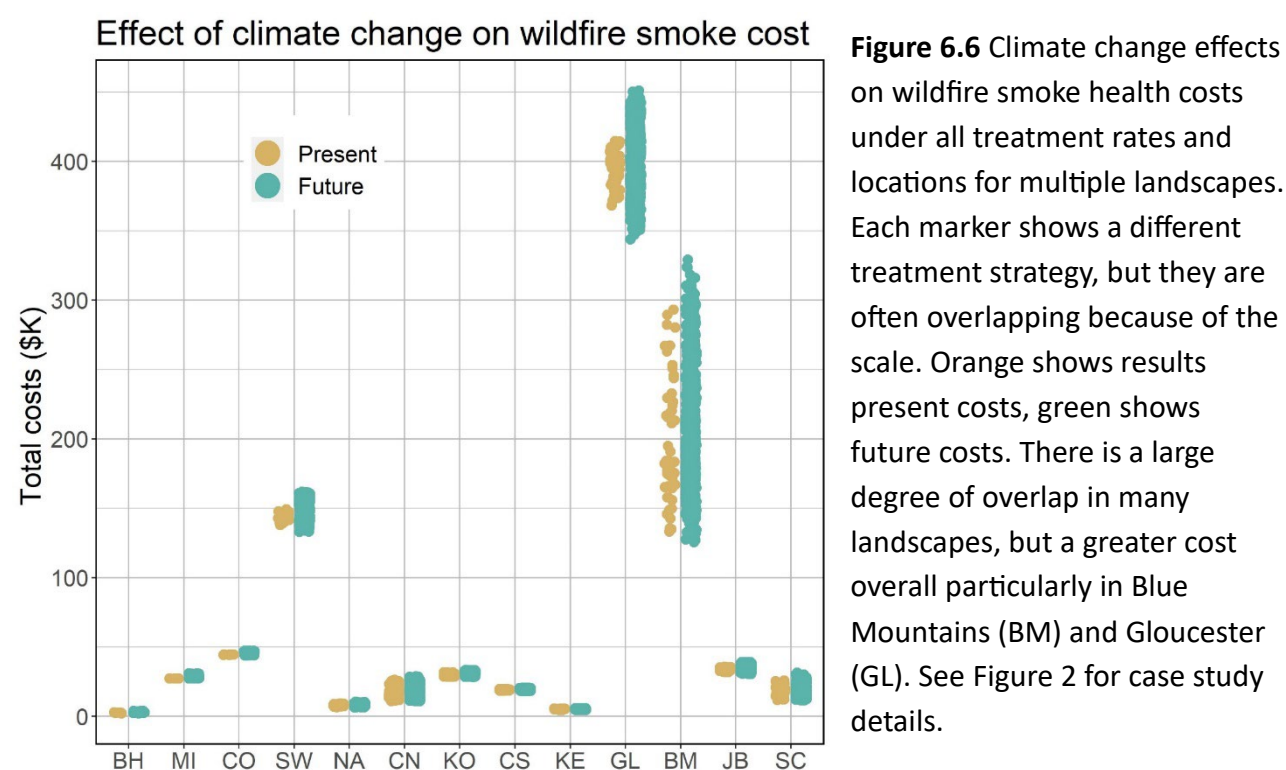 Effect of climate change on wildfire smoke cost
Total costs ($K)
400
300
200
100
0
Present
Future
BH MI CO SW NA CN KO CS KE GL BM JB SC
Figure 6.6 Climate change effects
on wildfire smoke health costs
under all treatment rates and
locations for multiple landscapes.
Each marker shows a different
treatment strategy, but they are
often overlapping because of the
scale. Orange shows results
present costs, green shows
future costs. There is a large
degree of overlap in many
landscapes, but a greater cost
overall particularly in Blue
Mountains (BM) and Gloucester
(GL). See Figure 2 for case study
details.